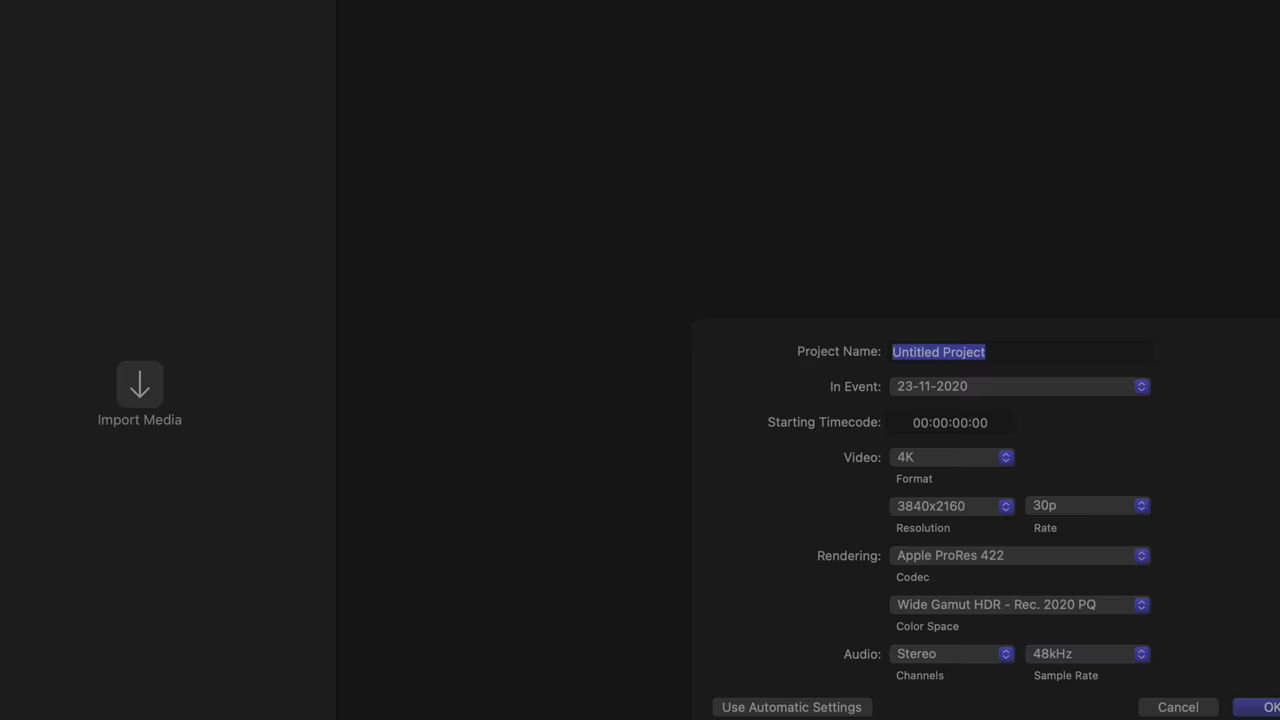 Project Name: Untitled Project
In Event: 23-11-2020
Starting Timecode: 00:00:00:00
Video: 4K
Format
3840x2160 30p
Resolution Rate
Rendering: Apple ProRes 422
Codec
Import Media
Wide Gamut HDR - Rec. 2020 PQ
Color Space
Audio: Stereo 48kHz
Channels Sample Rate
Use Automatic Settings Cancel OK